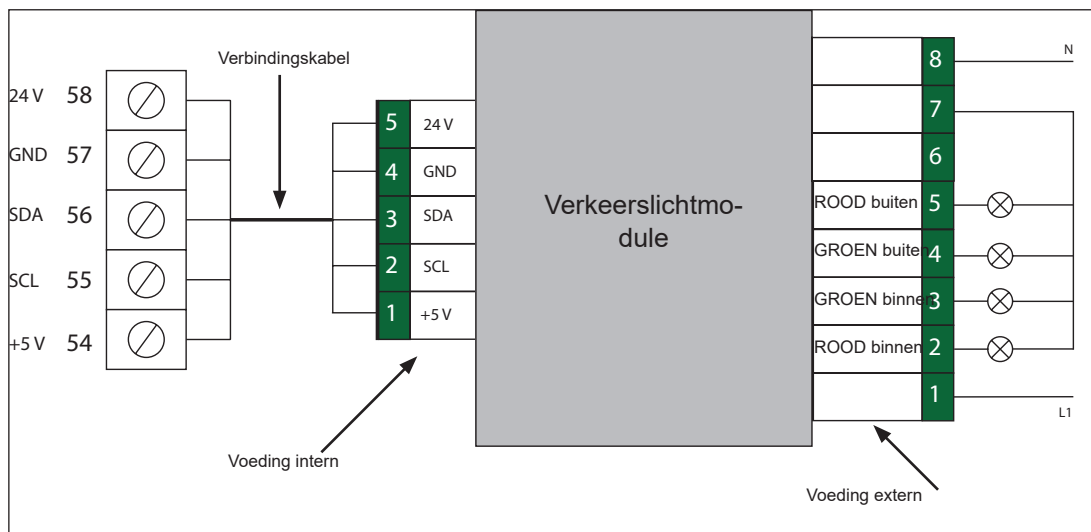 Verbindingskabel
24 V 58
GND 57
SDA 56
SCL 55
+5 V 54
5 24 V
4 GND
3 SDA
2 SCL
1 +5 V
Voeding intern
Verkeerslichtmo-
dule
8 N
7
6
ROOD buiten 5
GROEN buiten 4
GROEN binnen 3
ROOD binnen 2
1 L1
Voeding extern